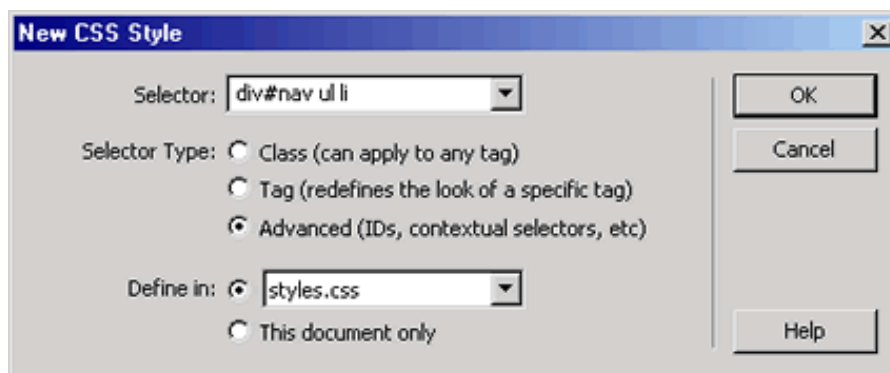 New CSS Style
Selector: div#nav ul li
OK
Selector Type: Class (can apply to any tag)
Cancel
Tag (redefines the look of a specific tag)
Advanced (IDs, contextual selectors, etc)
Define in: styles.css
This document only
Help